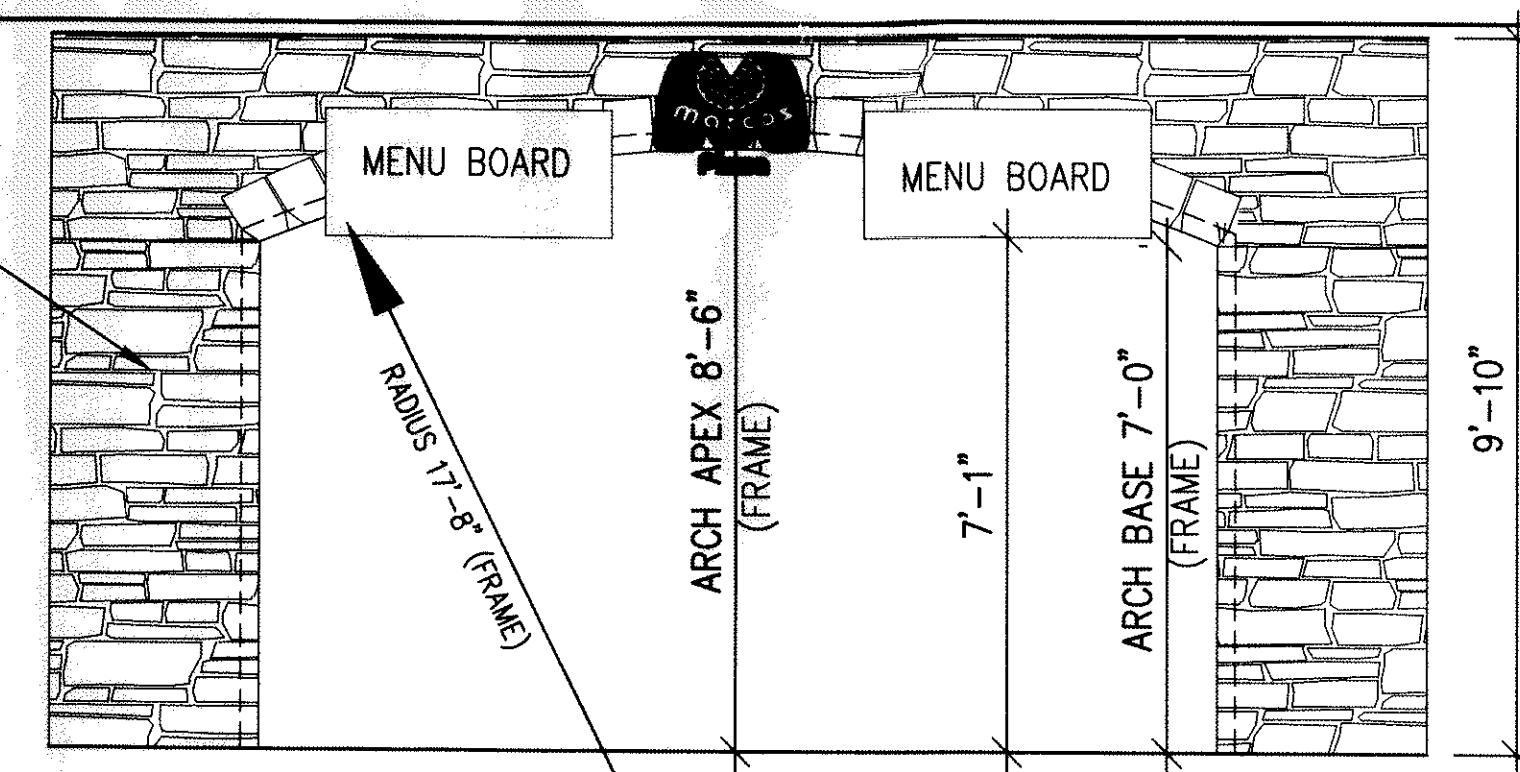 marcos
Pizza
MENU BOARD
MENU BOARD
RADIUS 17'-8" (FRAME)
ARCH APEX 8'-6"
(FRAME)
7'-1"
ARCH BASE 7'-0"
(FRAME)
9'-10"